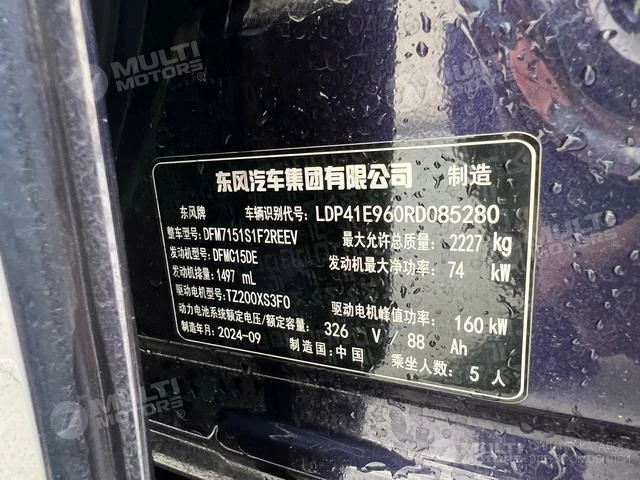 MULTI MOTORS®
东风汽车集团有限公司 制造
东风牌 车辆识别代号: LDP41E960RD085280
整车型号: DFM7151S1F2REEV 最大允许总质量: 2227 kg
发动机型号: DFMC15DE 发动机最大净功率: 74 kW
发动机排量: 1497 mL
驱动电机型号: TZ200XS3F0 驱动电机峰值功率: 160 kW
动力电池系统额定电压/额定容量: 326 V / 88 Ah
制造年月: 2024-09 制造国: 中国 乘坐人数: 5 人
MULTI MOTORS
MULTI MOTORS